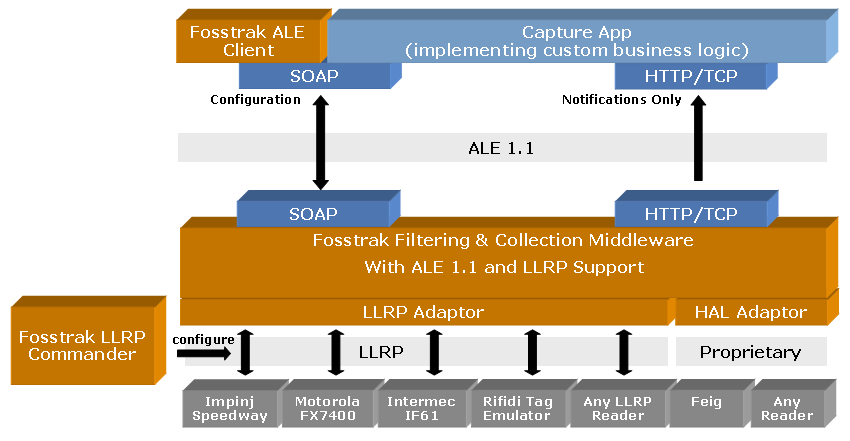 Fosstrak ALE
Client
Capture App
(implementing custom business logic)
SOAP
HTTP/TCP
Configuration
Notifications Only
ALE 1.1
SOAP
HTTP/TCP
Fosstrak Filtering & Collection Middleware
With ALE 1.1 and LLRP Support
LLRP Adaptor
HAL Adaptor
Fosstrak LLRP
Commander
configure
LLRP
Proprietary
Impinj
Speedway
Motorola
FX7400
Intermec
IF61
Rifidi Tag
Emulator
Any LLRP
Reader
Feig
Any
Reader